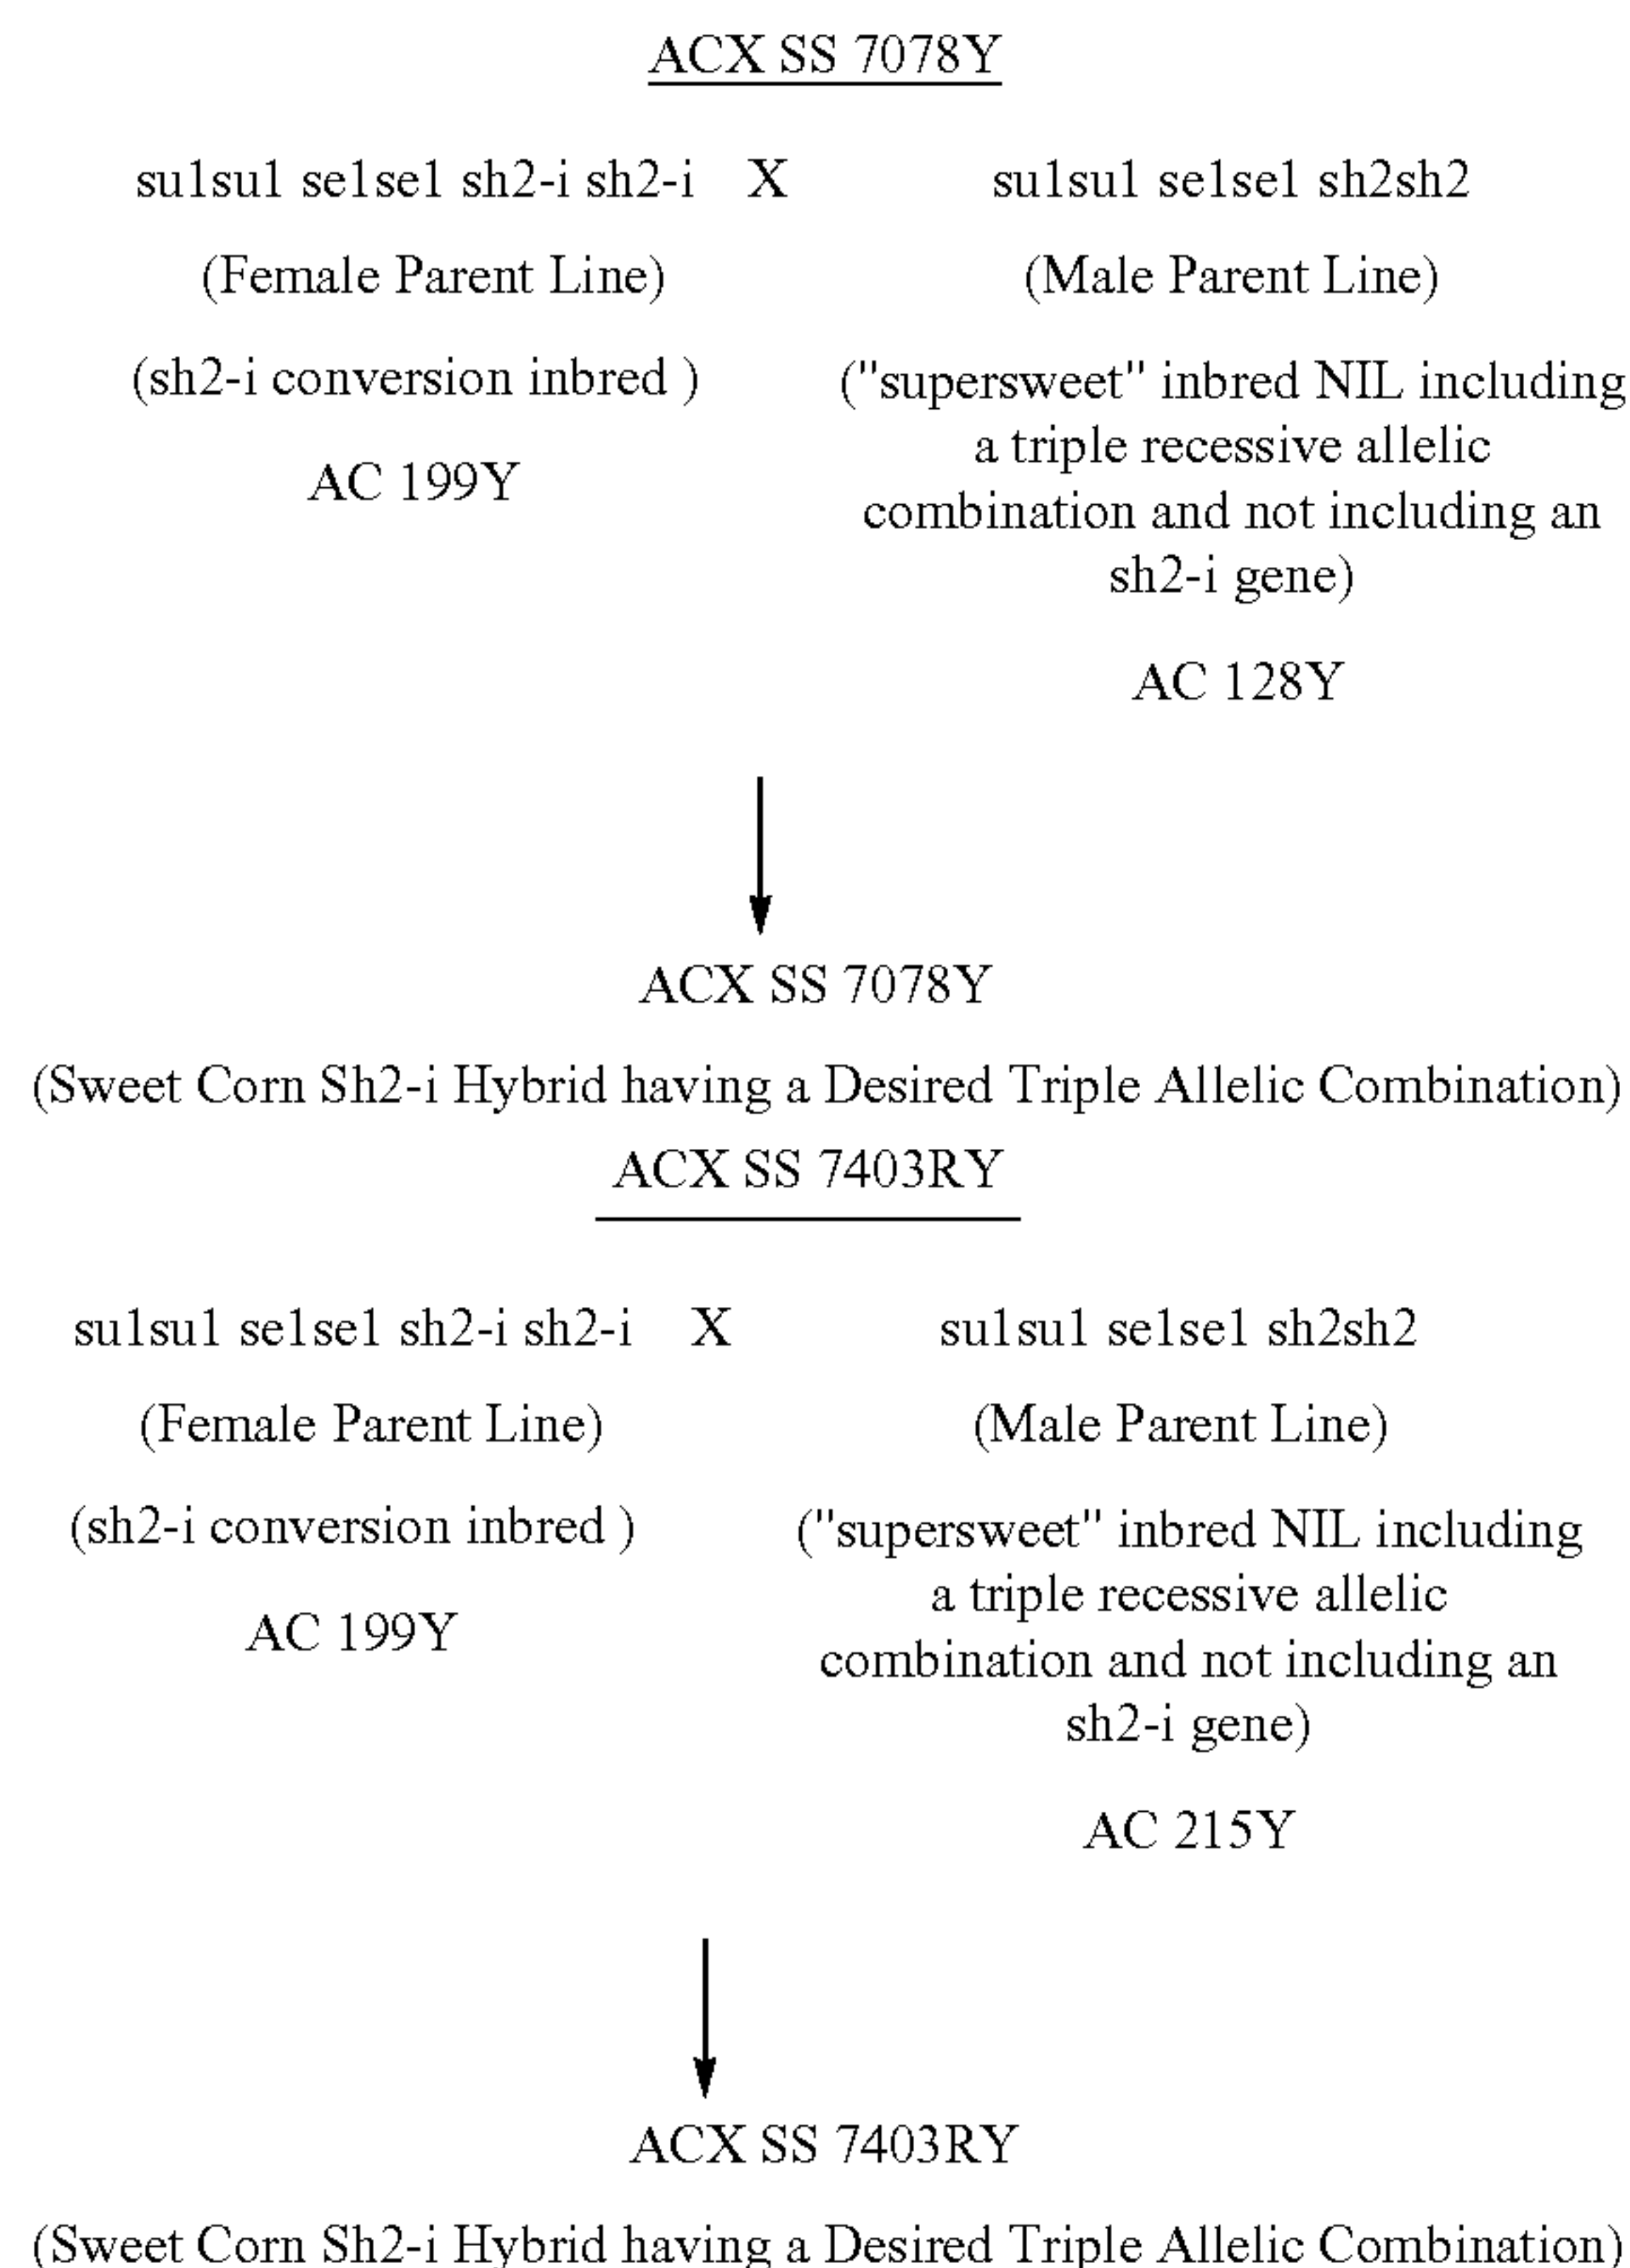 ACX SS 7078Y
su1su1 se1se1 sh2-i sh2-i X su1su1 se1se1 sh2sh2
(Female Parent Line) (Male Parent Line)
(sh2-i conversion inbred ) ("supersweet" inbred NIL including
a triple recessive allelic
combination and not including an
sh2-i gene)
AC 199Y
AC 128Y
ACX SS 7078Y
(Sweet Corn Sh2-i Hybrid having a Desired Triple Allelic Combination)
ACX SS 7403RY
su1su1 se1se1 sh2-i sh2-i X su1su1 se1se1 sh2sh2
(Female Parent Line) (Male Parent Line)
(sh2-i conversion inbred ) ("supersweet" inbred NIL including
a triple recessive allelic
combination and not including an
sh2-i gene)
AC 199Y
AC 215Y
ACX SS 7403RY
(Sweet Corn Sh2-i Hybrid having a Desired Triple Allelic Combination)